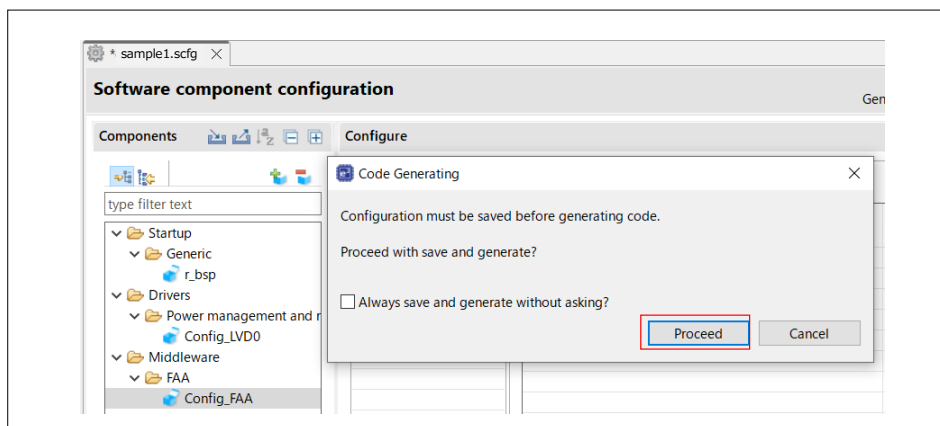 * sample1.scfg
Software component configuration
Gen
Components
Configure
Code Generating
type filter text
Configuration must be saved before generating code.
Startup
Proceed with save and generate?
Generic
r_bsp
Drivers
Always save and generate without asking?
Power management and r
Proceed
Cancel
Config_LVD0
Middleware
FAA
Config_FAA